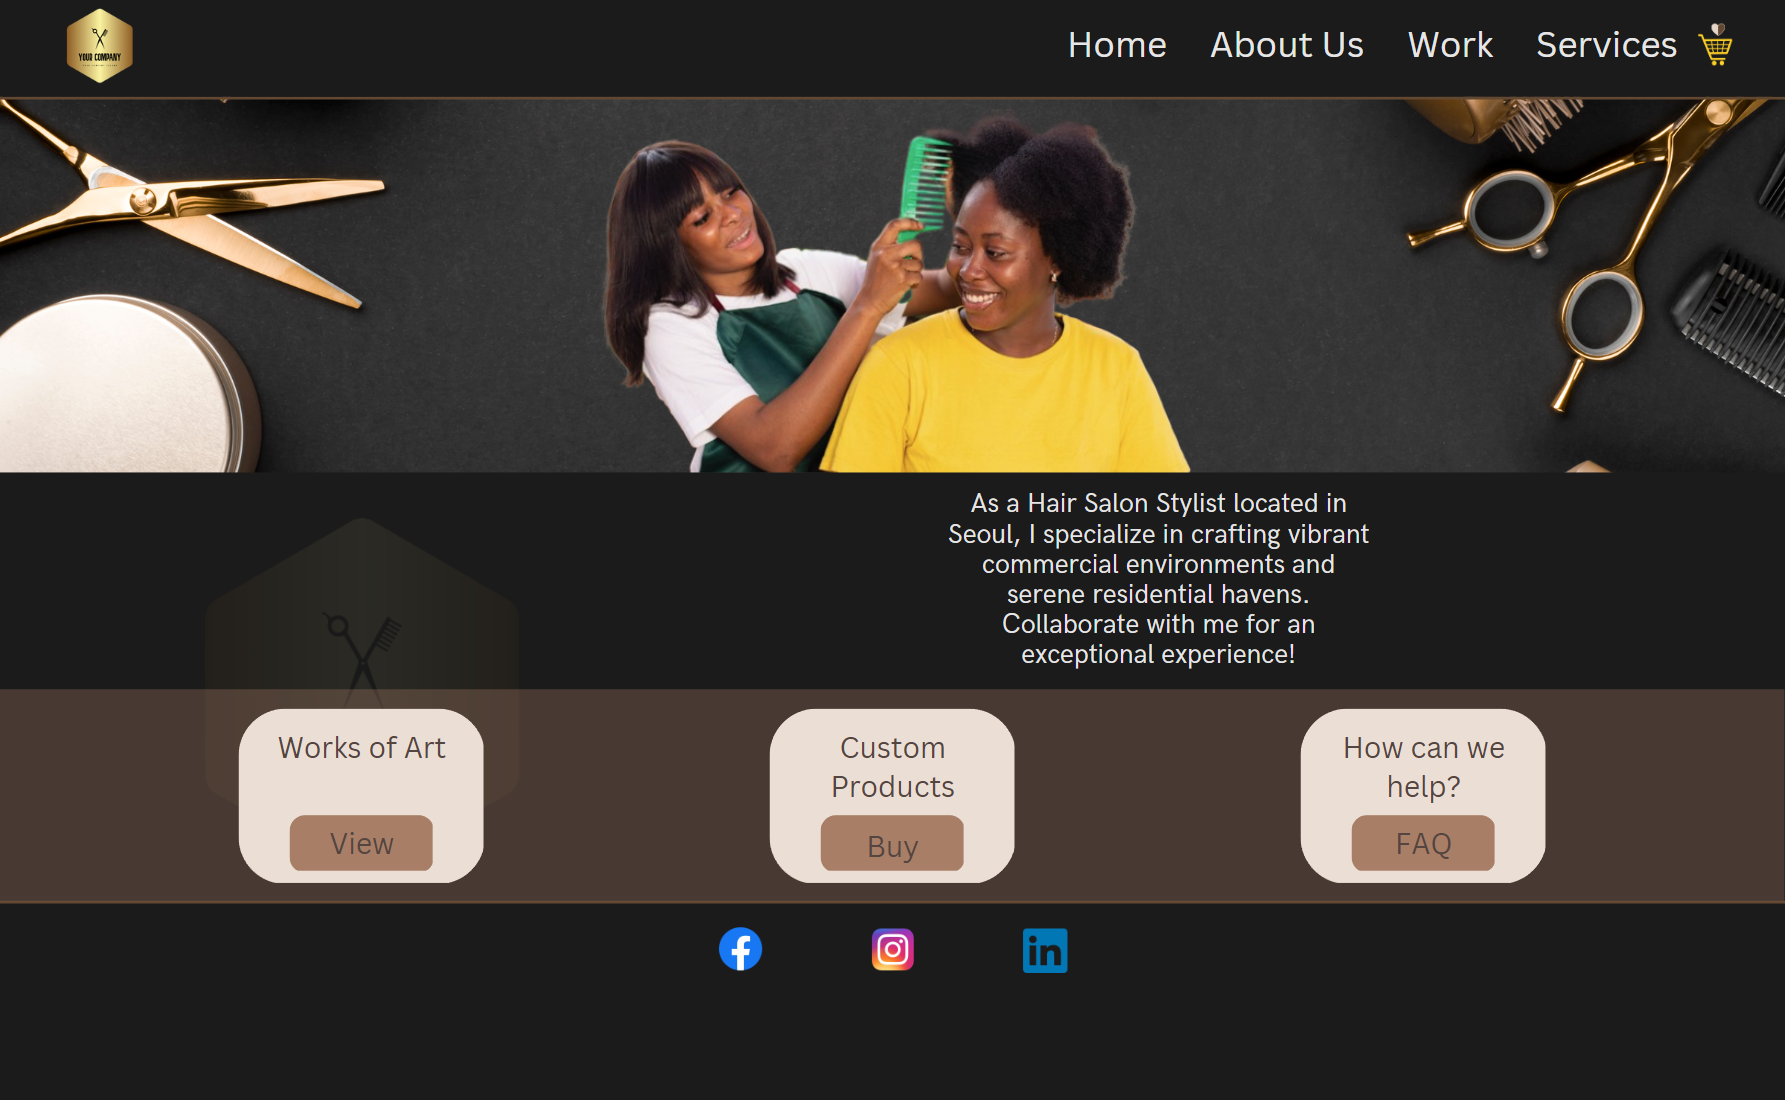 YOUR COMPANY
Home About Us Work Services
As a Hair Salon Stylist located in
Seoul, I specialize in crafting vibrant
commercial environments and
serene residential havens.
Collaborate with me for an
exceptional experience!
Works of Art
View
Custom
Products
Buy
How can we
help?
FAQ